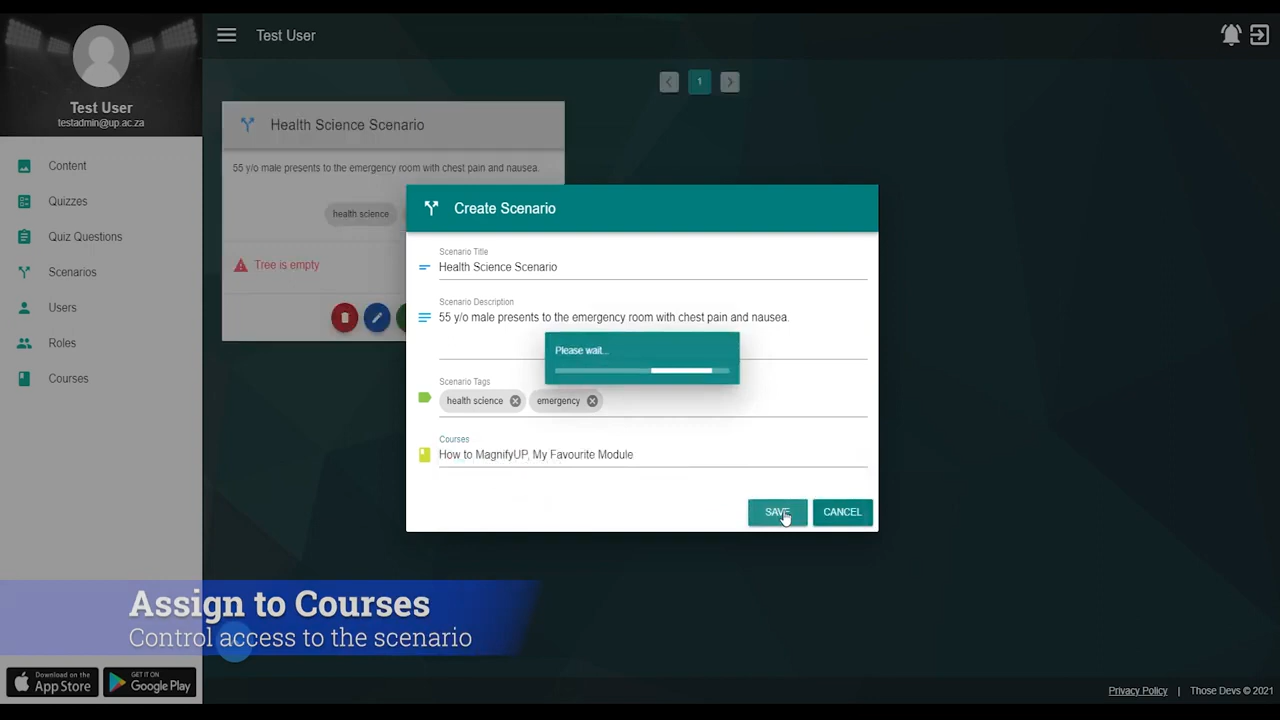 Test User
Test User
testadmin@up.ac.za
Content
Quizzes
Quiz Questions
Scenarios
Users
Roles
Courses
1
Health Science Scenario
55 y/o male presents to the emergency room with chest pain and nausea.
health science
Tree is empty
Create Scenario
Scenario Title
Health Science Scenario
Scenario Description
55 y/o male presents to the emergency room with chest pain and nausea.
Please wait...
Scenario Tags
health science
emergency
Courses
How to MagnifyUP, My Favourite Module
SAVE
CANCEL
Assign to Courses
Control access to the scenario
Download on the
App Store
GET IT ON
Google Play
Privacy Policy | Those Devs © 2021